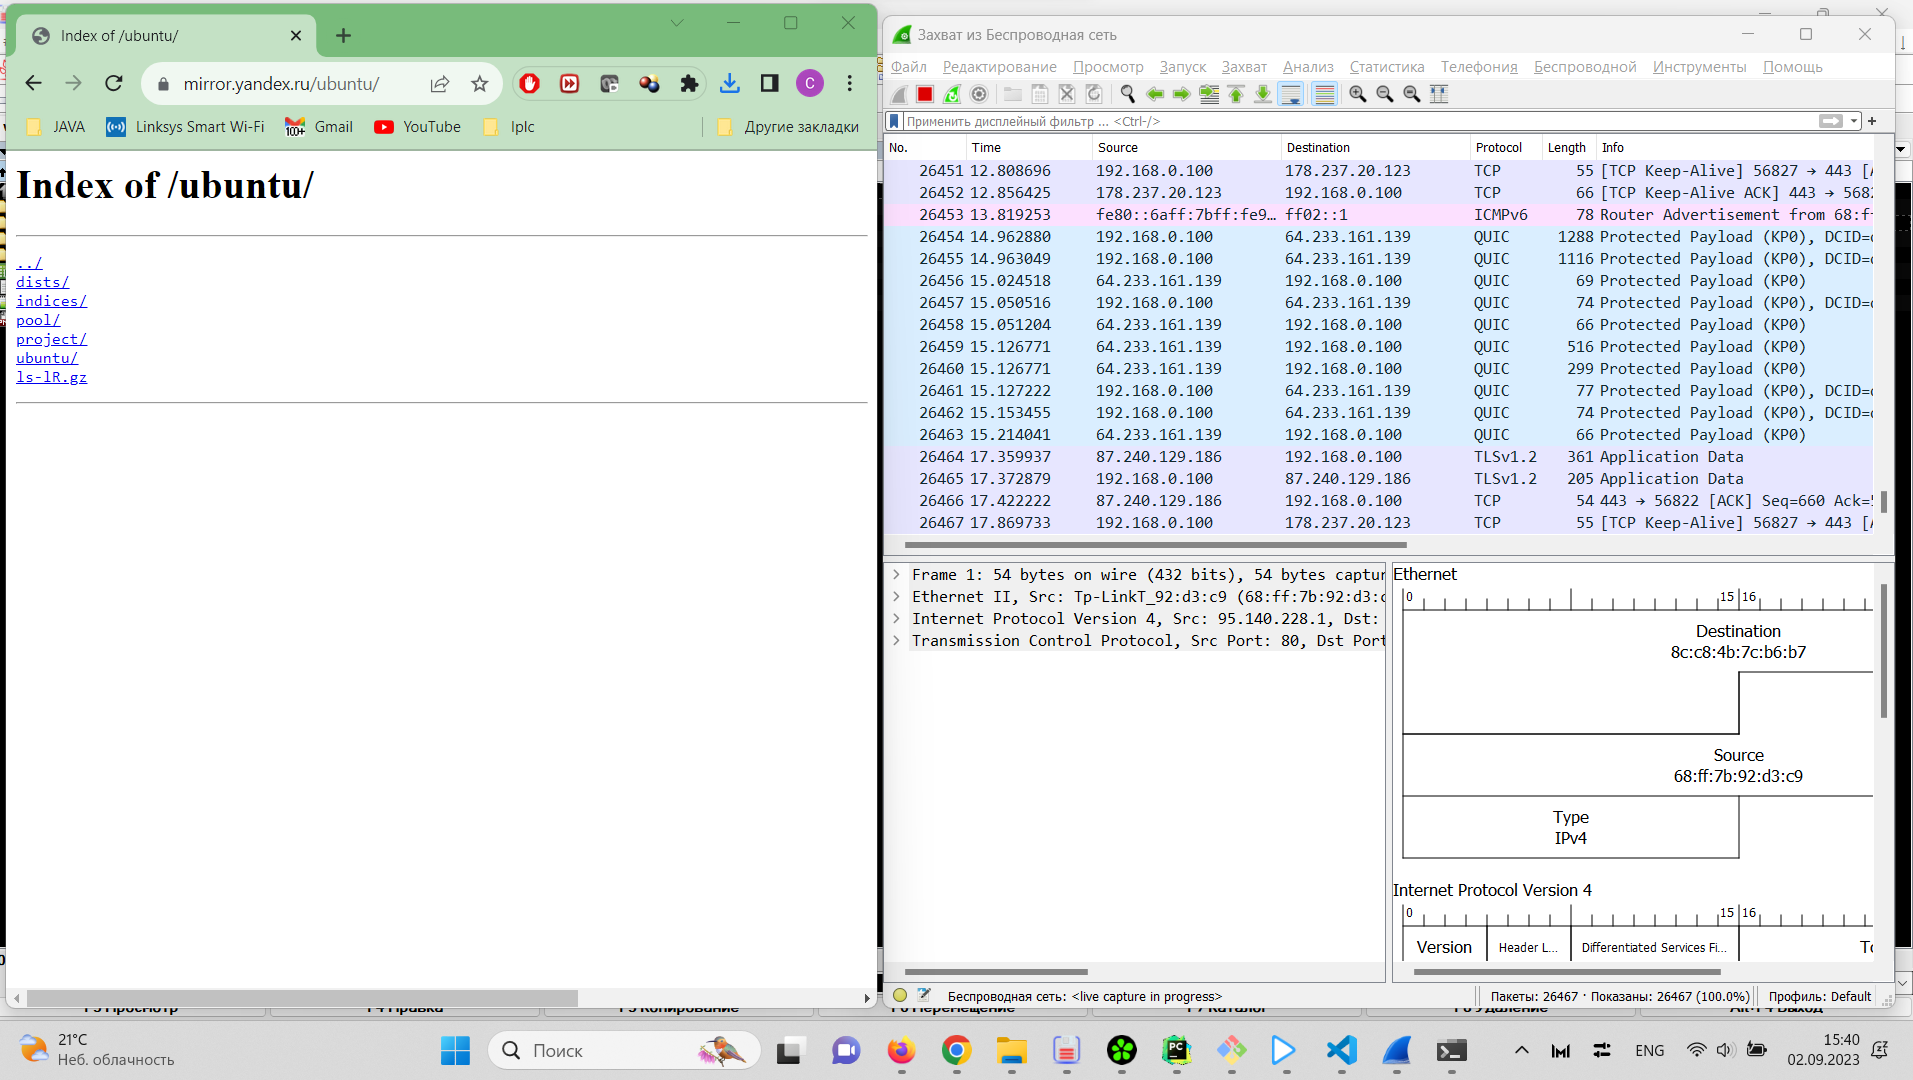 Index of /ubuntu/
mirror.yandex.ru/ubuntu/
C
JAVA
Linksys Smart Wi-Fi
100+
Gmail
YouTube
Iplc
Другие закладки
Index of /ubuntu/
../
dists/
indices/
pool/
project/
ubuntu/
ls-lR.gz
Захват из Беспроводная сеть
Файл Редактирование Просмотр Запуск Захват Анализ Статистика Телефония Беспроводной Инструменты Помощь
Применить дисплейный фильтр ... <Ctrl-/>
No. Time Source Destination Protocol Length Info
26451 12.808696 192.168.0.100 178.237.20.123 TCP 55 [TCP Keep-Alive] 56827 → 443 [
26452 12.856425 178.237.20.123 192.168.0.100 TCP 66 [TCP Keep-Alive ACK] 443 → 568
26453 13.819253 fe80::6aff:7bff:fe9… ff02::1 ICMPv6 78 Router Advertisement from 68:f
26454 14.962880 192.168.0.100 64.233.161.139 QUIC 1288 Protected Payload (KP0), DCID=
26455 14.963049 192.168.0.100 64.233.161.139 QUIC 1116 Protected Payload (KP0), DCID=
26456 15.024518 64.233.161.139 192.168.0.100 QUIC 69 Protected Payload (KP0)
26457 15.050516 192.168.0.100 64.233.161.139 QUIC 74 Protected Payload (KP0), DCID=
26458 15.051204 64.233.161.139 192.168.0.100 QUIC 66 Protected Payload (KP0)
26459 15.126771 64.233.161.139 192.168.0.100 QUIC 516 Protected Payload (KP0)
26460 15.126771 64.233.161.139 192.168.0.100 QUIC 299 Protected Payload (KP0)
26461 15.127222 192.168.0.100 64.233.161.139 QUIC 77 Protected Payload (KP0), DCID=
26462 15.153455 192.168.0.100 64.233.161.139 QUIC 74 Protected Payload (KP0), DCID=
26463 15.214041 64.233.161.139 192.168.0.100 QUIC 66 Protected Payload (KP0)
26464 17.359937 87.240.129.186 192.168.0.100 TLSv1.2 361 Application Data
26465 17.372879 192.168.0.100 87.240.129.186 TLSv1.2 205 Application Data
26466 17.422222 87.240.129.186 192.168.0.100 TCP 54 443 → 56822 [ACK] Seq=660 Ack=
26467 17.869733 192.168.0.100 178.237.20.123 TCP 55 [TCP Keep-Alive] 56827 → 443 [
Frame 1: 54 bytes on wire (432 bits), 54 bytes captur
Ethernet II, Src: Tp-LinkT_92:d3:c9 (68:ff:7b:92:d3:c
Internet Protocol Version 4, Src: 95.140.228.1, Dst:
Transmission Control Protocol, Src Port: 80, Dst Port
Ethernet
0 15 16
Destination
8c:c8:4b:7c:b6:b7
Source
68:ff:7b:92:d3:c9
Type
IPv4
Internet Protocol Version 4
0 15 16
Version Header L... Differentiated Services Fi... To
Беспроводная сеть: <live capture in progress>
Пакеты: 26467 · Показаны: 26467 (100.0%)
Профиль: Default
21°C
Неб. облачность
Поиск
PC
ENG
15:40
02.09.2023